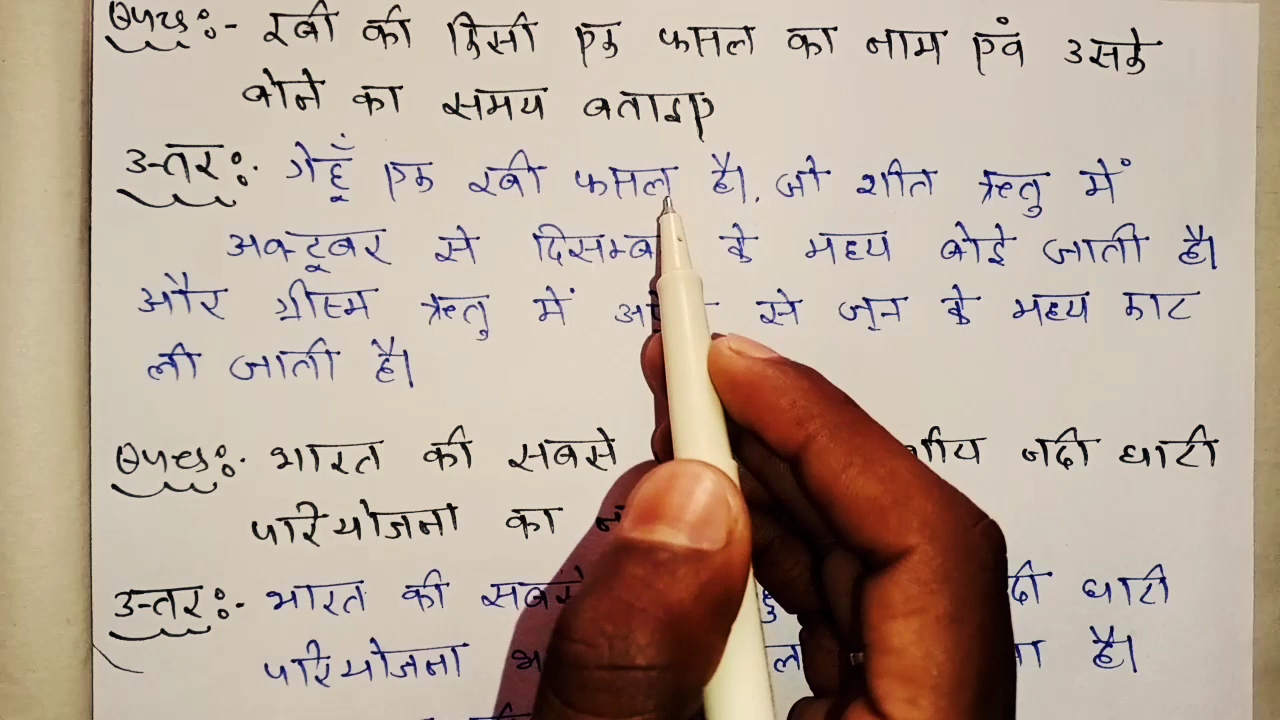 प्रश्न:- रबी की किसी एक फसल का नाम एवं उसके
बोने का समय बताइए
उत्तर:- गेहूँ एक रबी फसल है। जो शीत ऋतु में
अक्टूबर से दिसम्बर के मध्य बोई जाती है।
और ग्रीष्म ऋतु में से जून के मध्य काट
ली जाती है।
प्रश्न:- भारत की सबसे नदी घाटी
परियोजना का
उत्तर:- भारत की सबसे घाटी
परियोजना है।